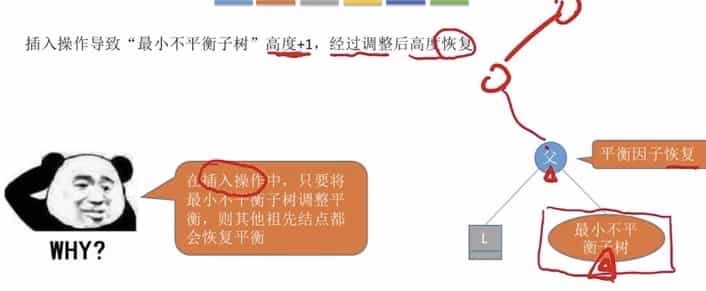 插入操作导致“最小不平衡子树”高度+1，经过调整后高度恢复
父
平衡因子恢复
在插入操作中，只要将
最小不平衡子树调整平
衡，则其他祖先结点都
会恢复平衡
WHY?
L
最小不平
衡子树